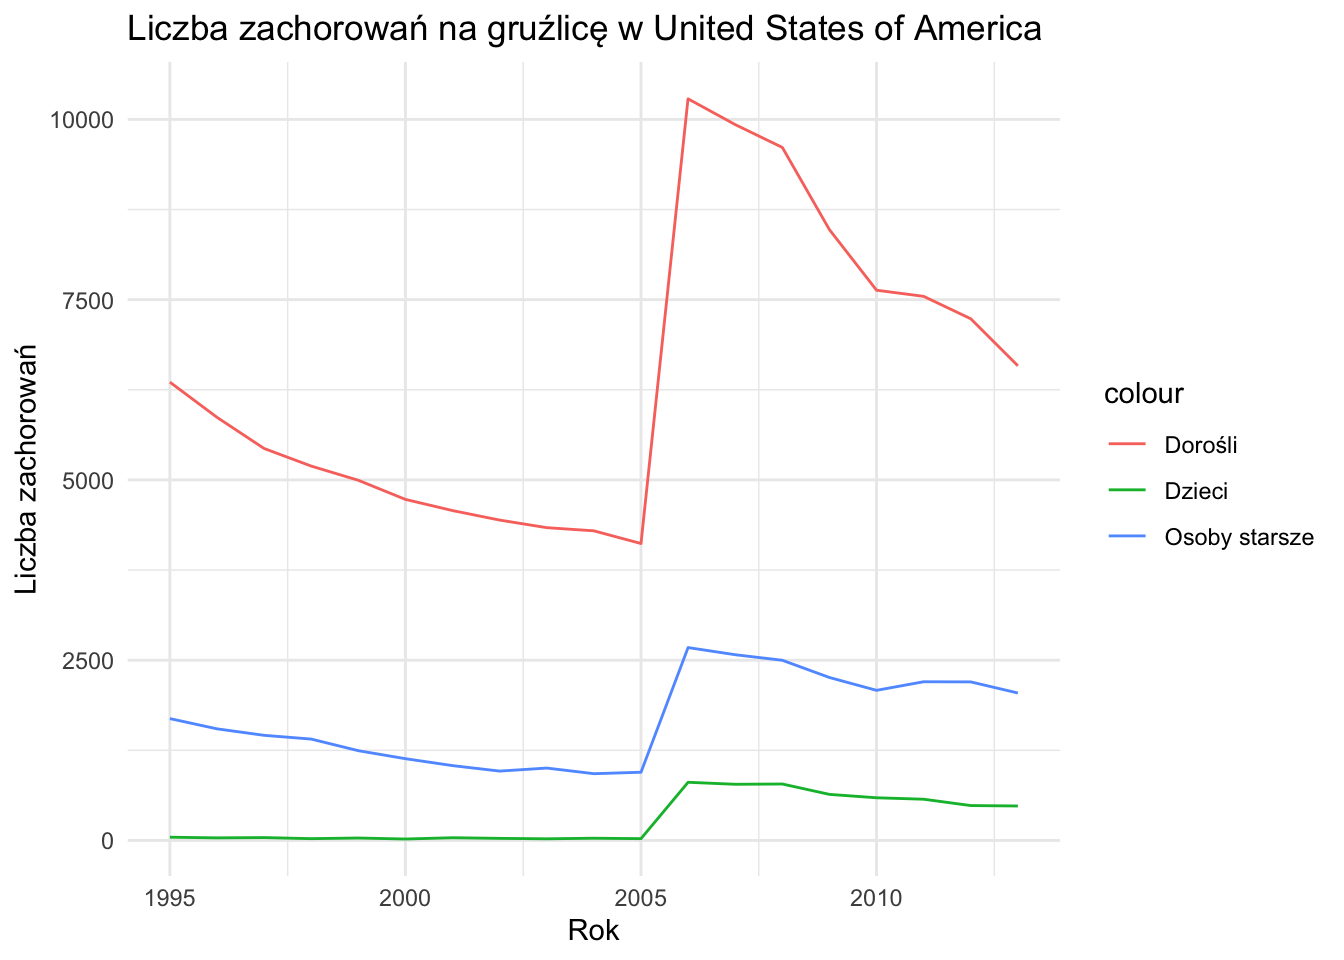 Liczba zachorowań na gruźlicę w United States of America
Liczba zachorowań
10000
7500
5000
2500
0
1995
2000
2005
2010
Rok
colour
Dorośli
Dzieci
Osoby starsze